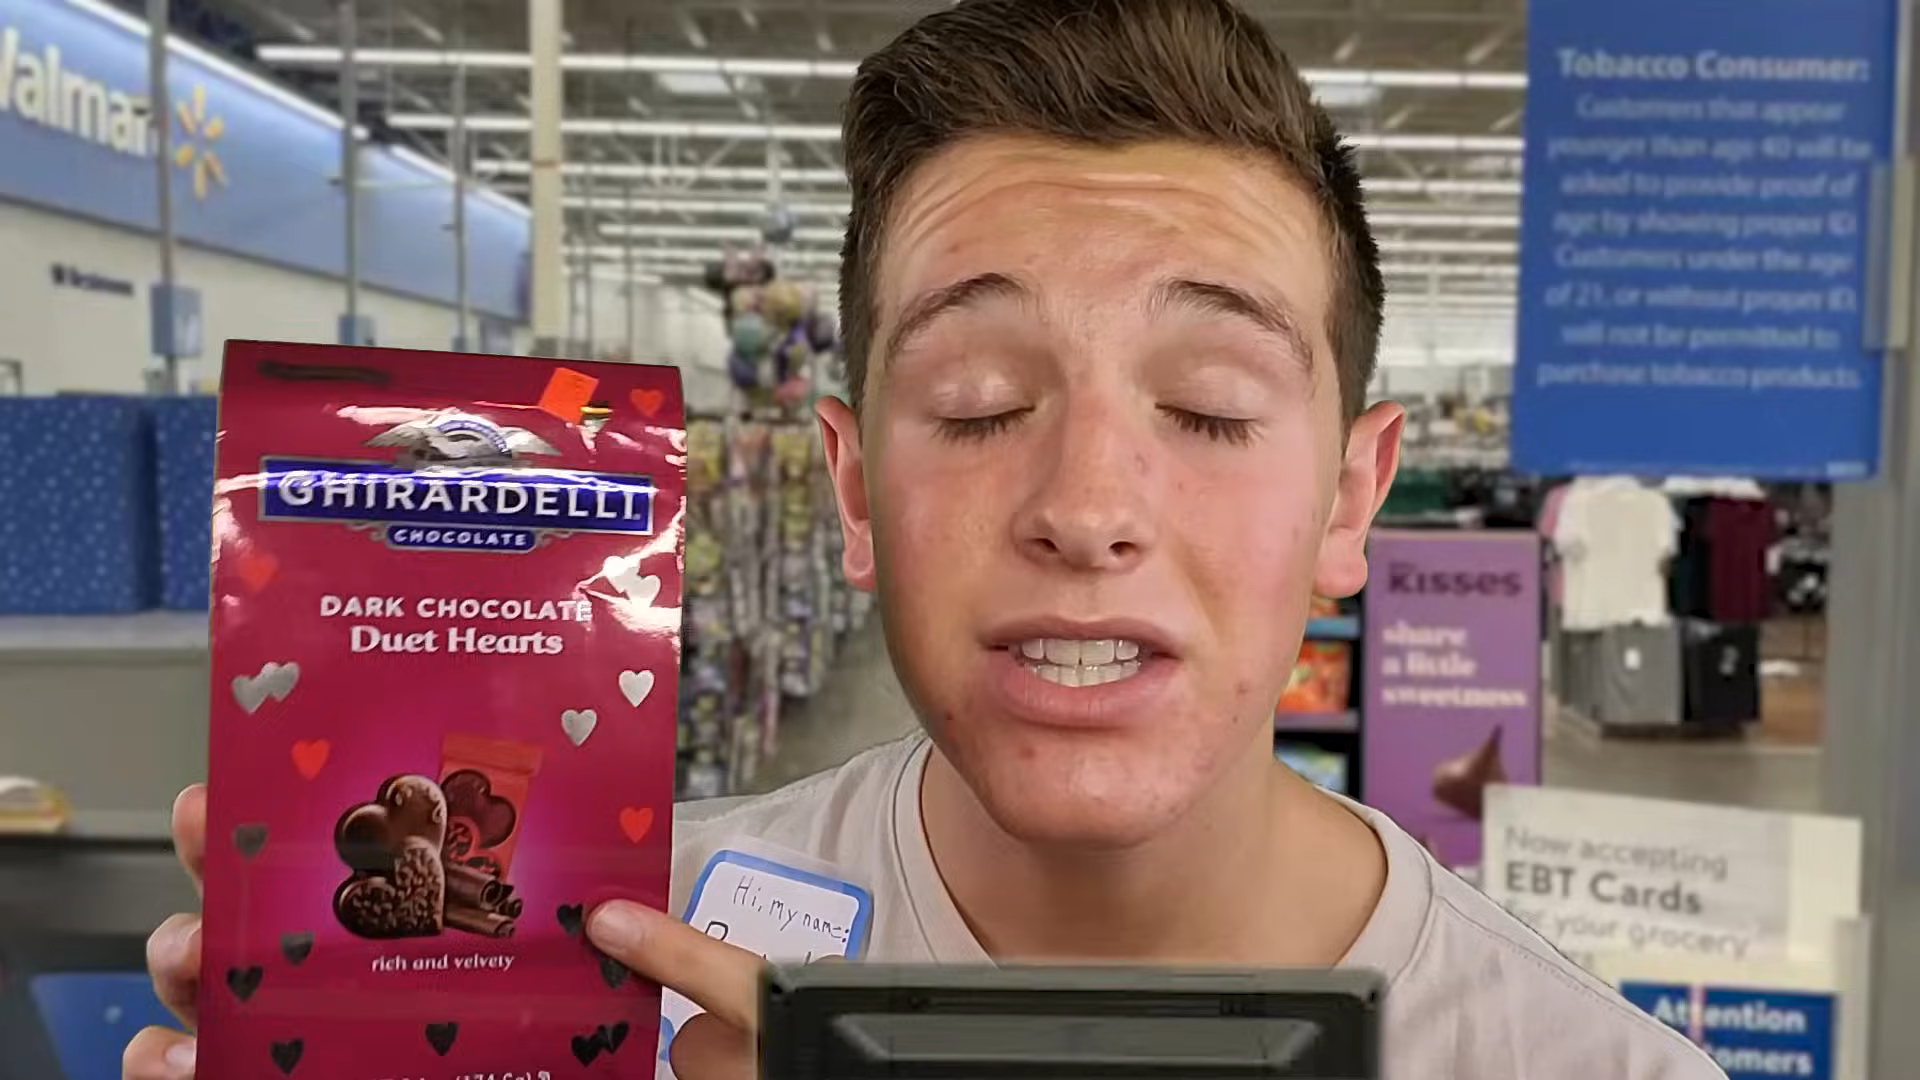 Walmar
Tobacco Consumer:
Customers that appear
younger than age 40 will be
asked to provide proof of
age by showing proper ID.
Customers under the age
of 21, or without proper ID,
will not be permitted to
purchase tobacco products.
GHIRARDELLI
CHOCOLATE
DARK CHOCOLATE
Duet Hearts
rich and velvety
KISSES
share
a little
sweetness
Hi, my name:
Now accepting
EBT Cards
for your grocery
Attention